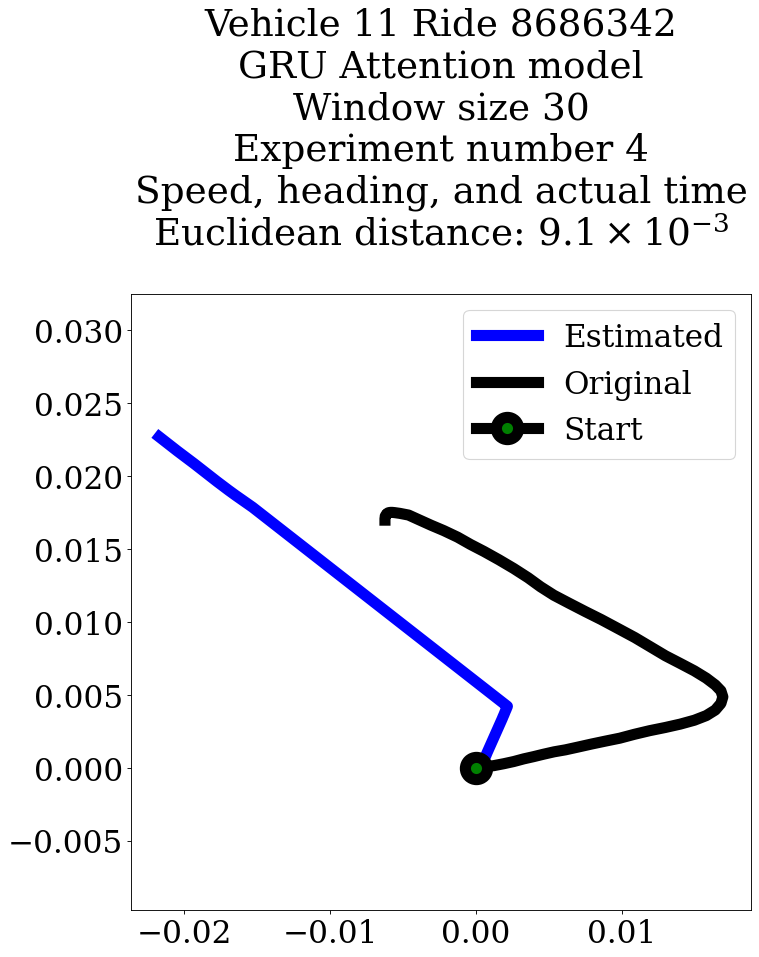 Vehicle 11 Ride 8686342
GRU Attention model
Window size 30
Experiment number 4
Speed, heading, and actual time
Euclidean distance: 9.1 × 10⁻³
Estimated
Original
Start
0.030
0.025
0.020
0.015
0.010
0.005
0.000
−0.005
−0.02 −0.01 0.00 0.01